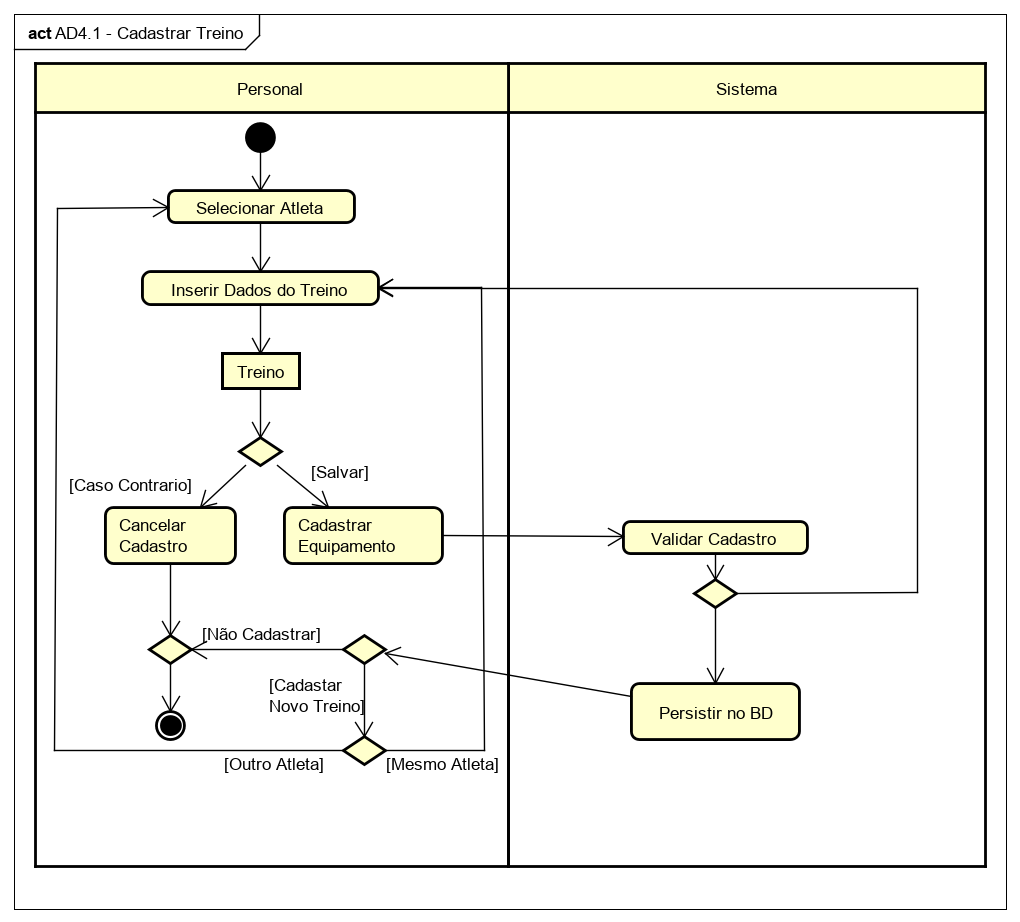 act AD4.1 - Cadastrar Treino
Personal
Sistema
Selecionar Atleta
Inserir Dados do Treino
Treino
[Caso Contrario]
[Salvar]
Cancelar
Cadastro
Cadastrar
Equipamento
Validar Cadastro
[Não Cadastrar]
[Cadastar
Novo Treino]
Persistir no BD
[Outro Atleta]
[Mesmo Atleta]